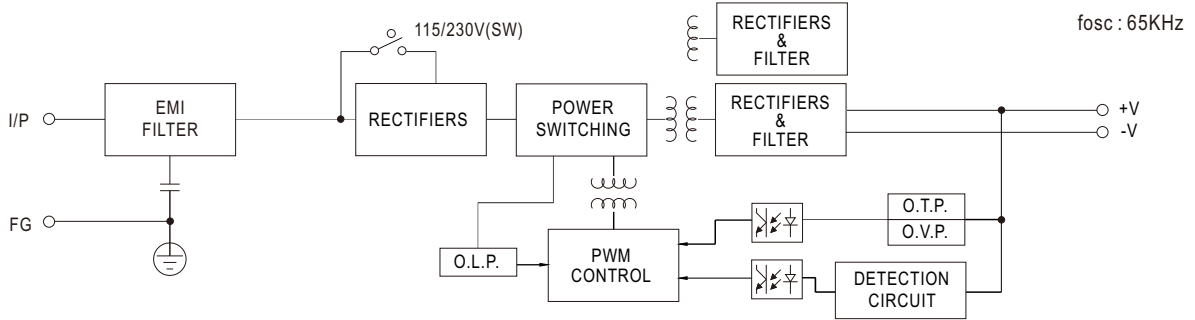 115/230V(SW)
RECTIFIERS
&
FILTER
fosc : 65KHz
I/P
EMI
FILTER
RECTIFIERS
POWER
SWITCHING
RECTIFIERS
&
FILTER
+V
-V
FG
O.L.P.
PWM
CONTROL
O.T.P.
O.V.P.
DETECTION
CIRCUIT